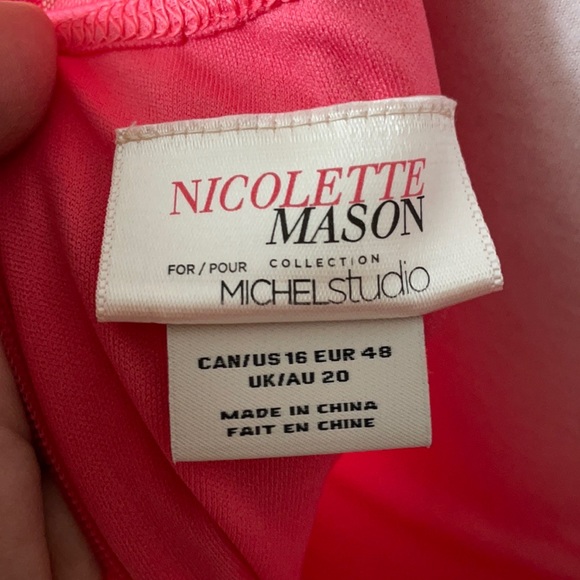 NICOLETTE
MASON
FOR / POUR COLLECTION
MICHELstudio
CAN/US 16 EUR 48
UK/AU 20
MADE IN CHINA
FAIT EN CHINE